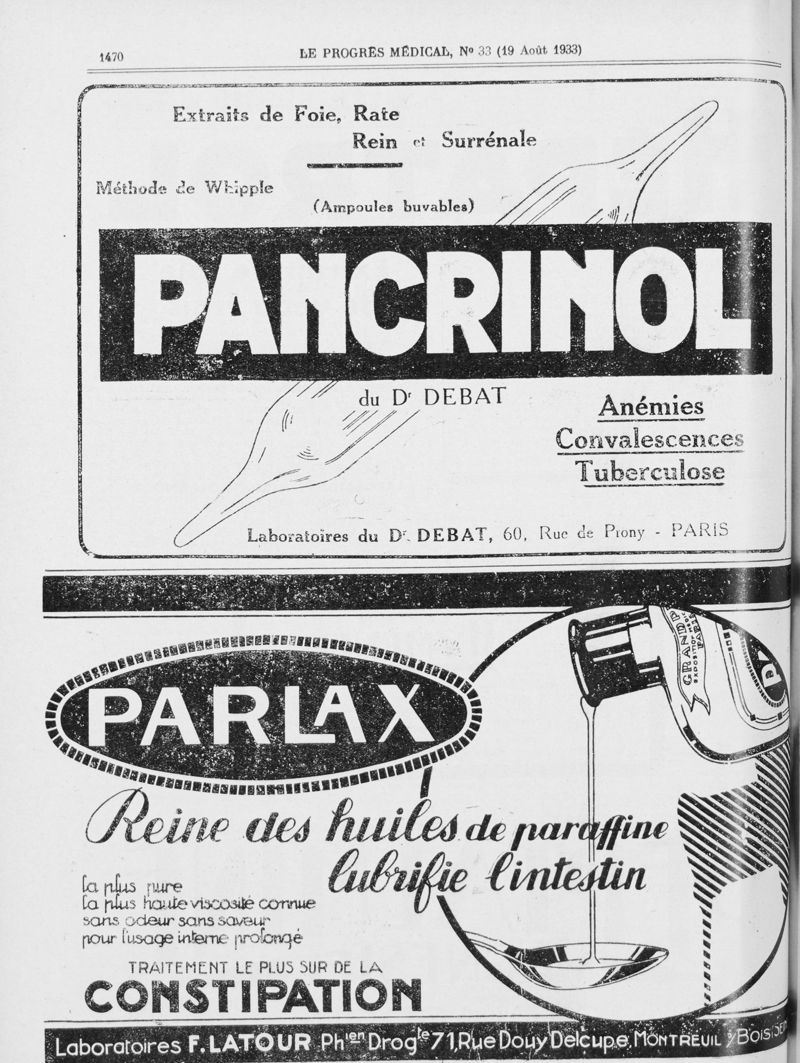 1470
LE PROGRÈS MÉDICAL, Nº 33 (19 Août 1933)
Extraits de Foie, Rate
Rein et Surrénale
Méthode de Whipple
(Ampoules buvables)
PANCRINOL
du Dr DEBAT
Anémies
Convalescences
Tuberculose
Laboratoires du Dr DEBAT, 60, Rue de Prony - PARIS
GRAND P
EXPOSITION
PARI
PARLAX
Reine des huiles de paraffine
lubrifie l'intestin
la plus pure
la plus haute viscosité connue
sans odeur sans saveur
pour l'usage interne prolongé
TRAITEMENT LE PLUS SUR DE LA
CONSTIPATION
Laboratoires F. LATOUR Phien Drogte 71, Rue Douy Delcupe, MONTREUIL s/BOIS